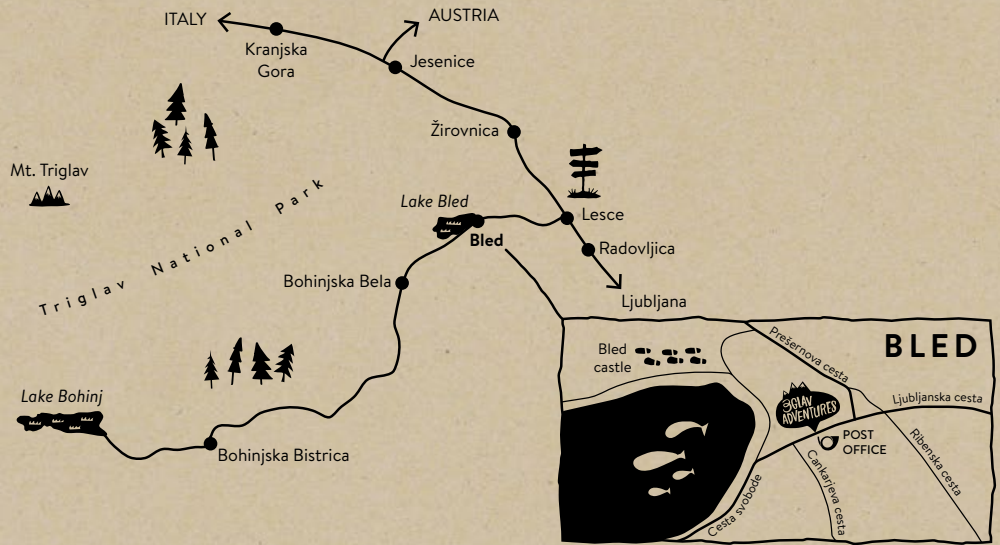 ITALY
AUSTRIA
Kranjska
Gora
Jesenice
Žirovnica
Mt. Triglav
Triglav National Park
Lake Bled
Bled
Lesce
Radovljica
Bohinjska Bela
Ljubljana
Lake Bohinj
Bohinjska Bistrica
BLED
Bled
castle
Prešernova cesta
Ljubljanska cesta
3GLAV
ADVENTURES
POST
OFFICE
Ribenska cesta
Cankarjeva cesta
Cesta svobode